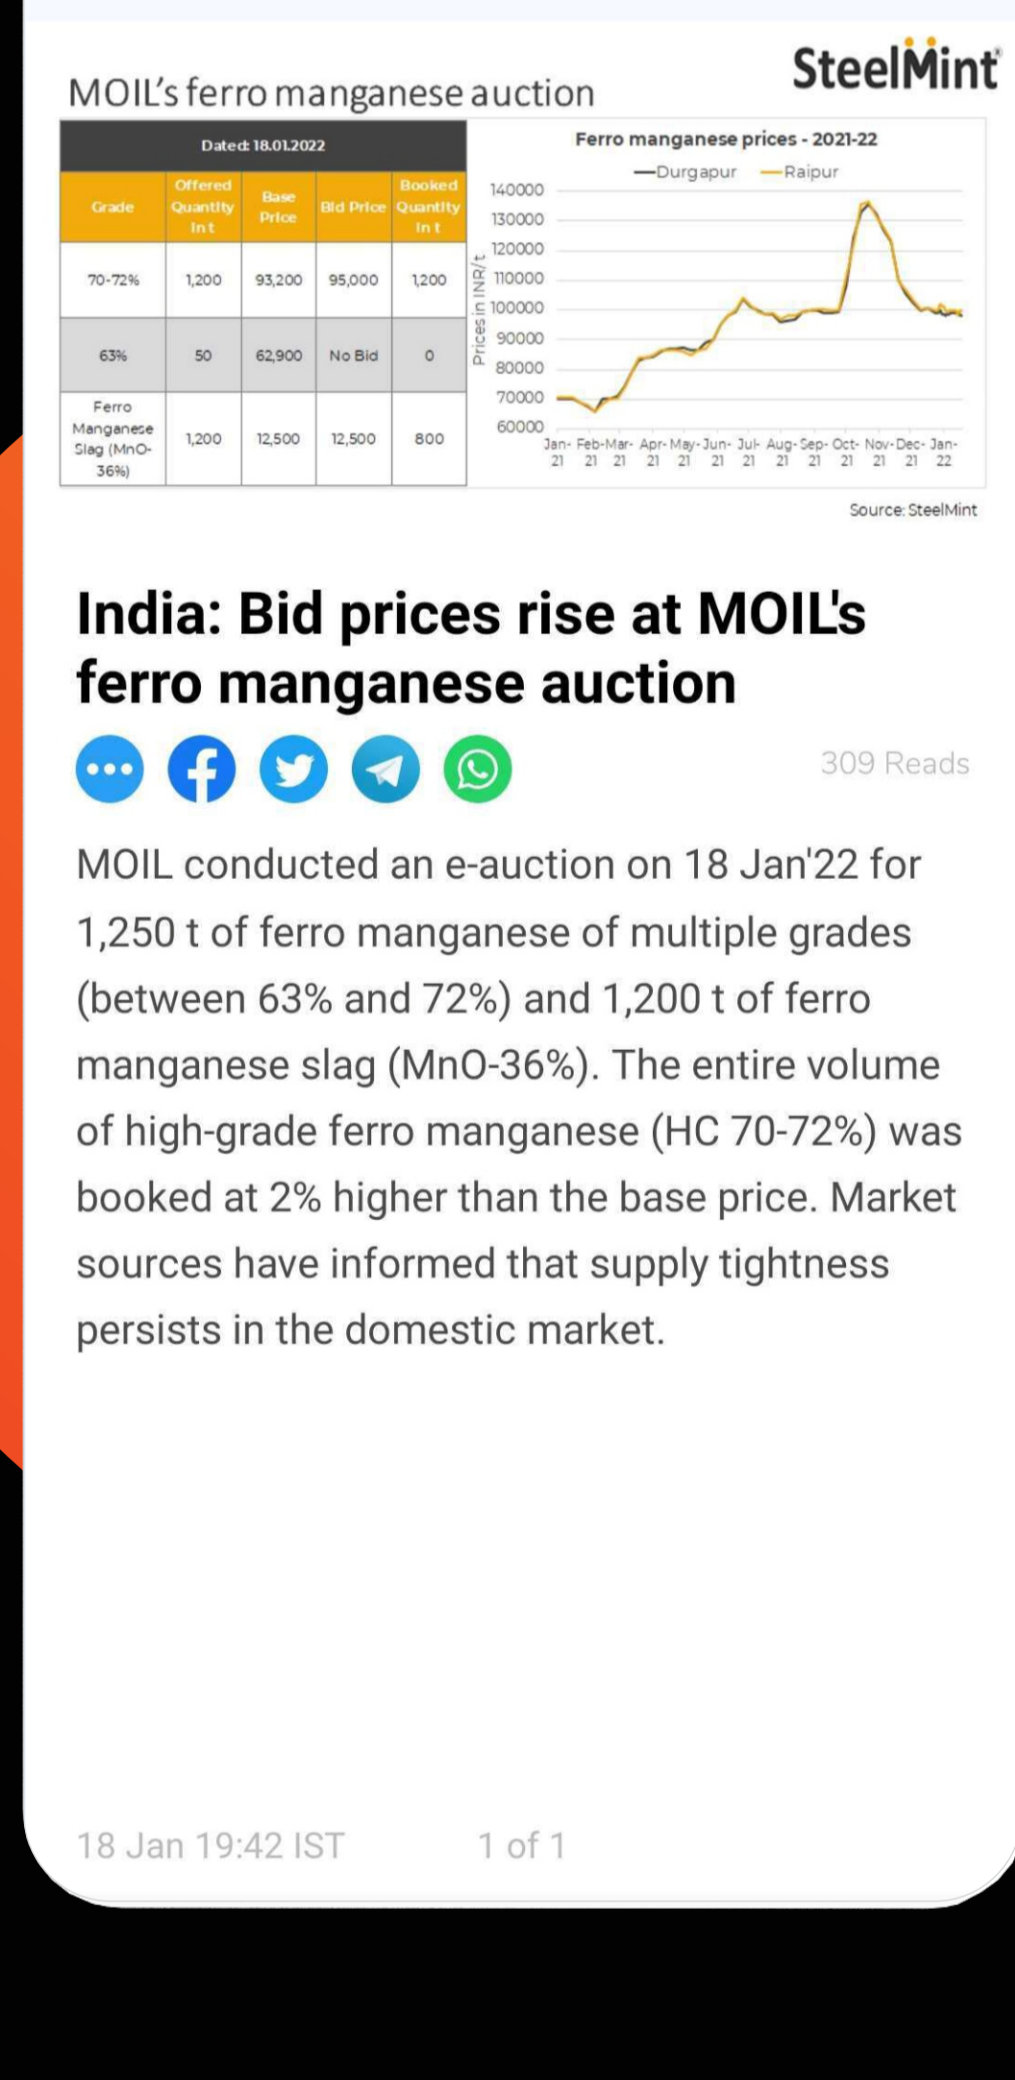 SteelMint®
MOIL's ferro manganese auction
Dated: 18.01.2022
Grade
Offered
Quantity
in t
Base
Price
Bid Price
Booked
Quantity
in t
70-72%
1,200
93,200
95,000
1,200
63%
50
62,900
No Bid
0
Ferro
Manganese
Slag (MnO-
36%)
1,200
12,500
12,500
800
Ferro manganese prices - 2021-22
Durgapur Raipur
Prices in INR/t
140000
130000
120000
110000
100000
90000
80000
70000
60000
Jan- Feb- Mar- Apr- May- Jun- Jul- Aug- Sep- Oct- Nov- Dec- Jan-
21 21 21 21 21 21 21 21 21 21 21 21 22
Source: SteelMint
India: Bid prices rise at MOIL's
ferro manganese auction
309 Reads
MOIL conducted an e-auction on 18 Jan'22 for
1,250 t of ferro manganese of multiple grades
(between 63% and 72%) and 1,200 t of ferro
manganese slag (MnO-36%). The entire volume
of high-grade ferro manganese (HC 70-72%) was
booked at 2% higher than the base price. Market
sources have informed that supply tightness
persists in the domestic market.
18 Jan 19:42 IST
1 of 1